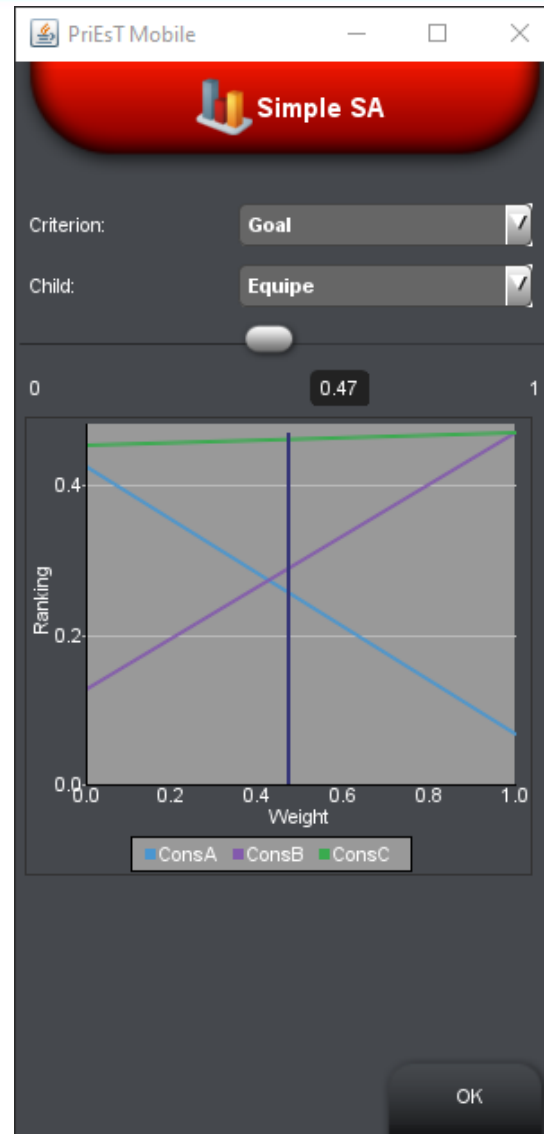 PriEsT Mobile
Simple SA
Criterion: Goal
Child: Equipe
0 0.47 1
0.4
Ranking
0.2
0.0
0.0 0.2 0.4 0.6 0.8 1.0
Weight
ConsA ConsB ConsC
OK